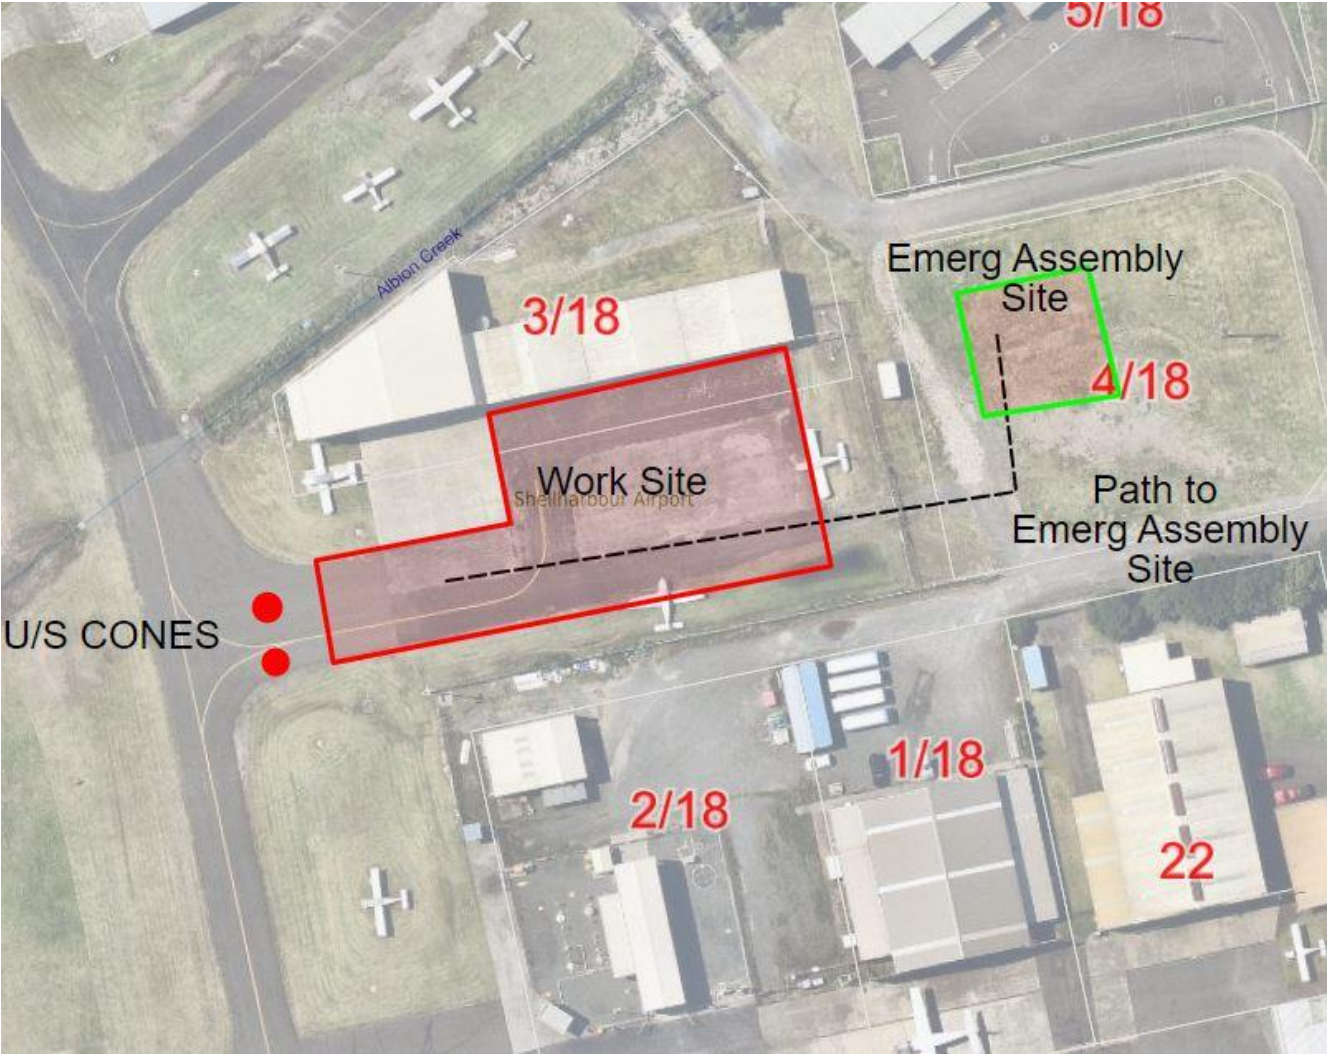 5/18
Emerg Assembly
Site
Albion Creek
3/18
4/18
Work Site
Shellharbour Airport
Path to
Emerg Assembly
Site
U/S CONES
1/18
2/18
22